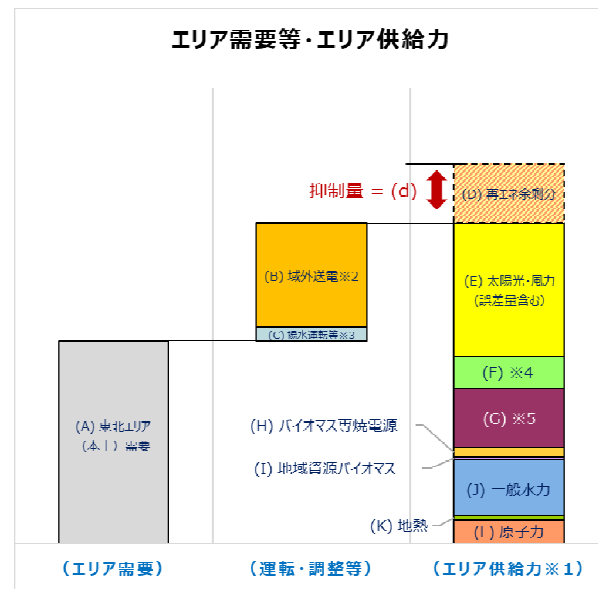 エリア需要等・エリア供給力
抑制量 = (d)
(D) 再エネ余剰分
(B) 域外送電※2
(E) 太陽光・風力
(誤差量含む)
(C) 揚水運転等※3
(F) ※4
(A) 東北エリア
(本土) 需要
(G) ※5
(H) バイオマス専焼電源
(I) 地域資源バイオマス
(J) 一般水力
(K) 地熱
(L) 原子力
(エリア需要)
(運転・調整等)
(エリア供給力※1)